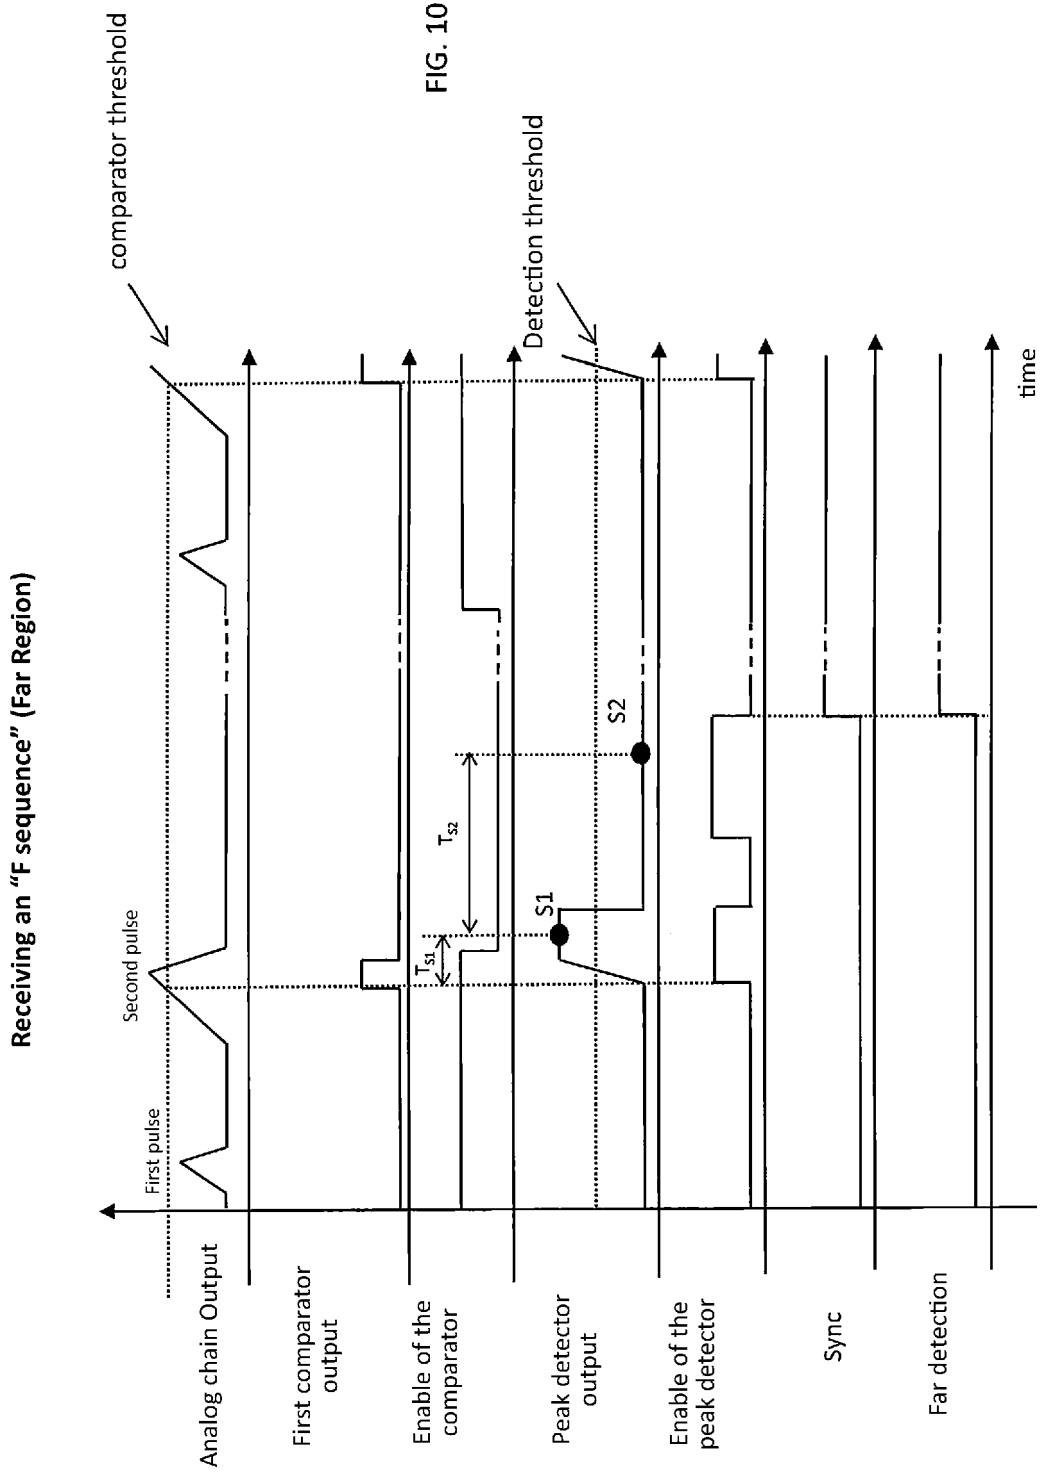 Receiving an “F sequence” (Far Region)
First pulse
Second pulse
comparator threshold
Analog chain Output
First comparator
output
Enable of the
comparator
TS1
TS2
FIG. 10
Peak detector
output
S1
S2
Detection threshold
Enable of the
peak detector
Sync
Far detection
time